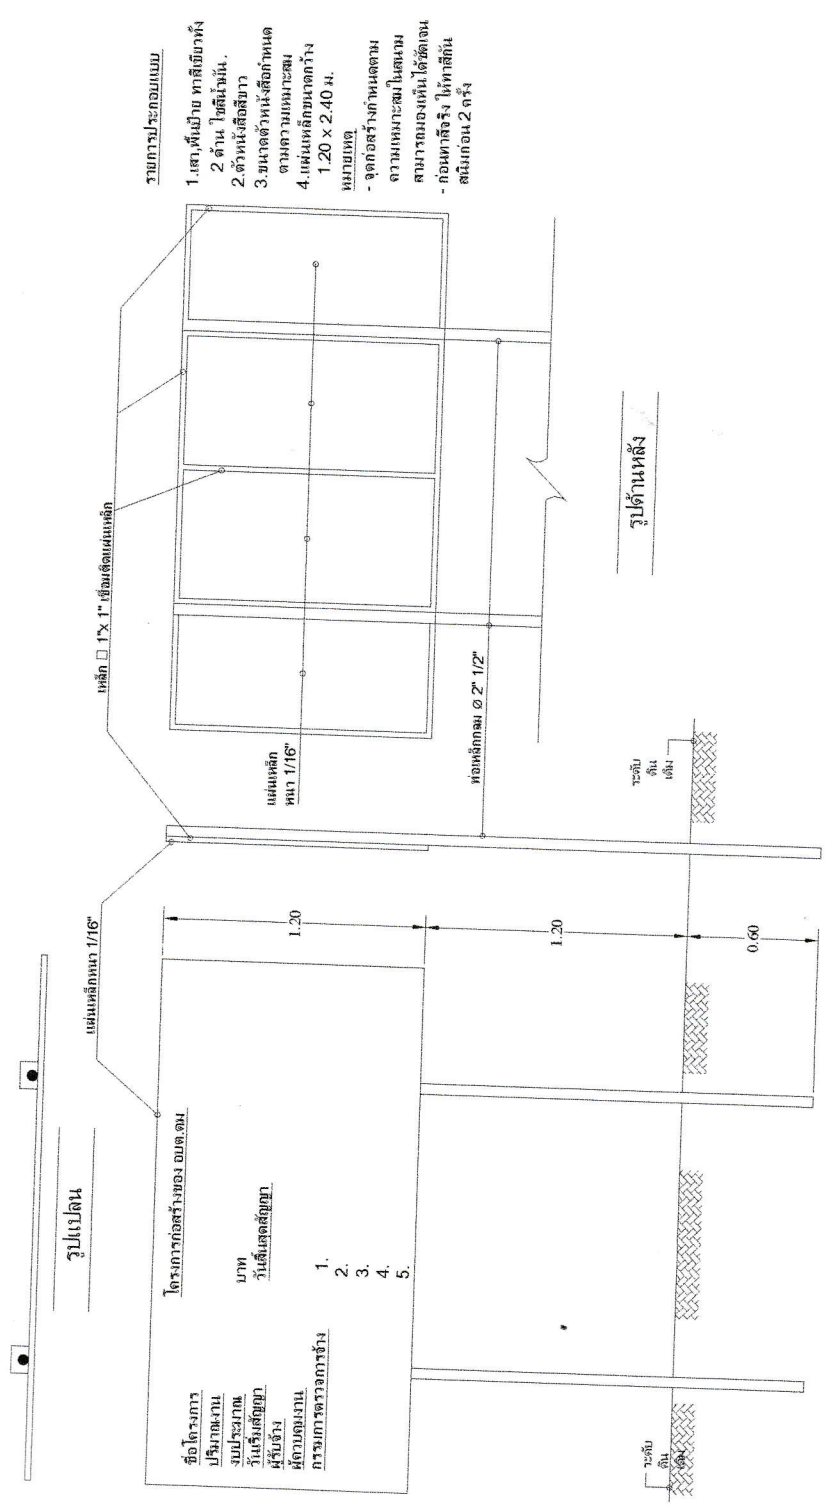 รูปแปลน
แผ่นเหล็กหนา 1/16"
โครงการก่อสร้างของ อบต.ตม
ชื่อโครงการ
ปริมาณงาน
งบประมาณ บาท
วันเริ่มสัญญา วันสิ้นสุดสัญญา
ผู้รับจ้าง
ผู้ควบคุมงาน
กรรมการตรวจการจ้าง 1.
2.
3.
4.
5.
1.20
1.20
0.60
ระดับ
ดิน
เดิม
ระดับ
ดิน
เดิม
เหล็ก □ 1"x 1" เชื่อมติดแผ่นเหล็ก
แผ่นเหล็ก
หนา 1/16"
ท่อเหล็กกลม ø 2" 1/2"
รูปด้านหลัง
รายการประกอบแบบ
1.เสา,พื้นป้าย ทาสีเขียวทั้ง
2 ด้าน ใช้สีน้ำมัน .
2.ตัวหนังสือสีขาว
3.ขนาดตัวหนังสือกำหนด
ตามความเหมาะสม
4.แผ่นเหล็กขนาดกว้าง
1.20 x 2.40 ม.
หมายเหตุ
- จุดก่อสร้างกำหนดตาม
ความเหมาะสมในสนาม
สามารถมองเห็นได้ชัดเจน
- ก่อนทาสีจริง ให้ทาสีกัน
สนิมก่อน 2 ครั้ง